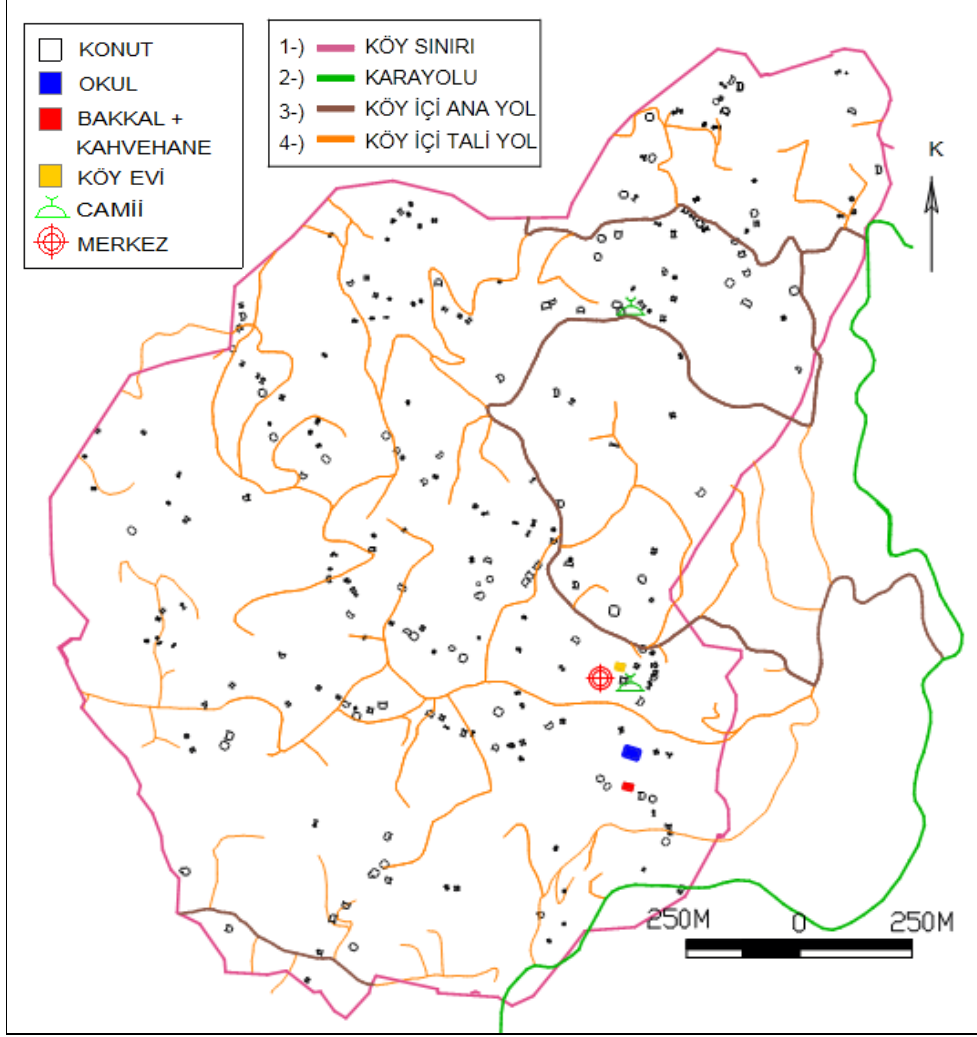 KONUT
OKUL
BAKKAL +
KAHVEHANE
KÖY EVİ
CAMİİ
MERKEZ
1-) KÖY SINIRI
2-) KARAYOLU
3-) KÖY İÇİ ANA YOL
4-) KÖY İÇİ TALİ YOL
K
250M 0 250M